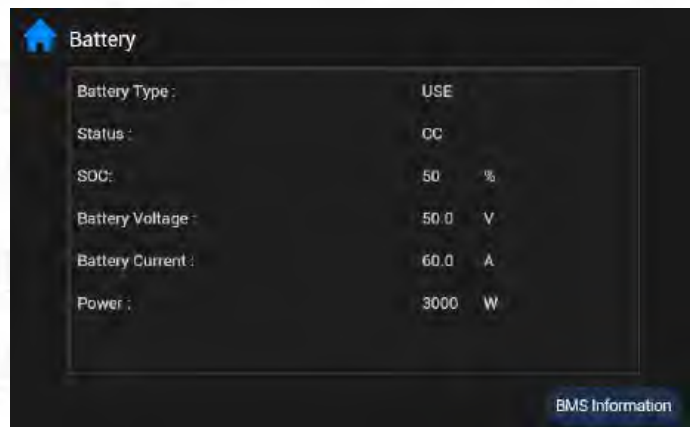 Battery
Battery Type : USE
Status : CC
SOC: 50 %
Battery Voltage : 50.0 V
Battery Current : 60.0 A
Power : 3000 W
BMS Information